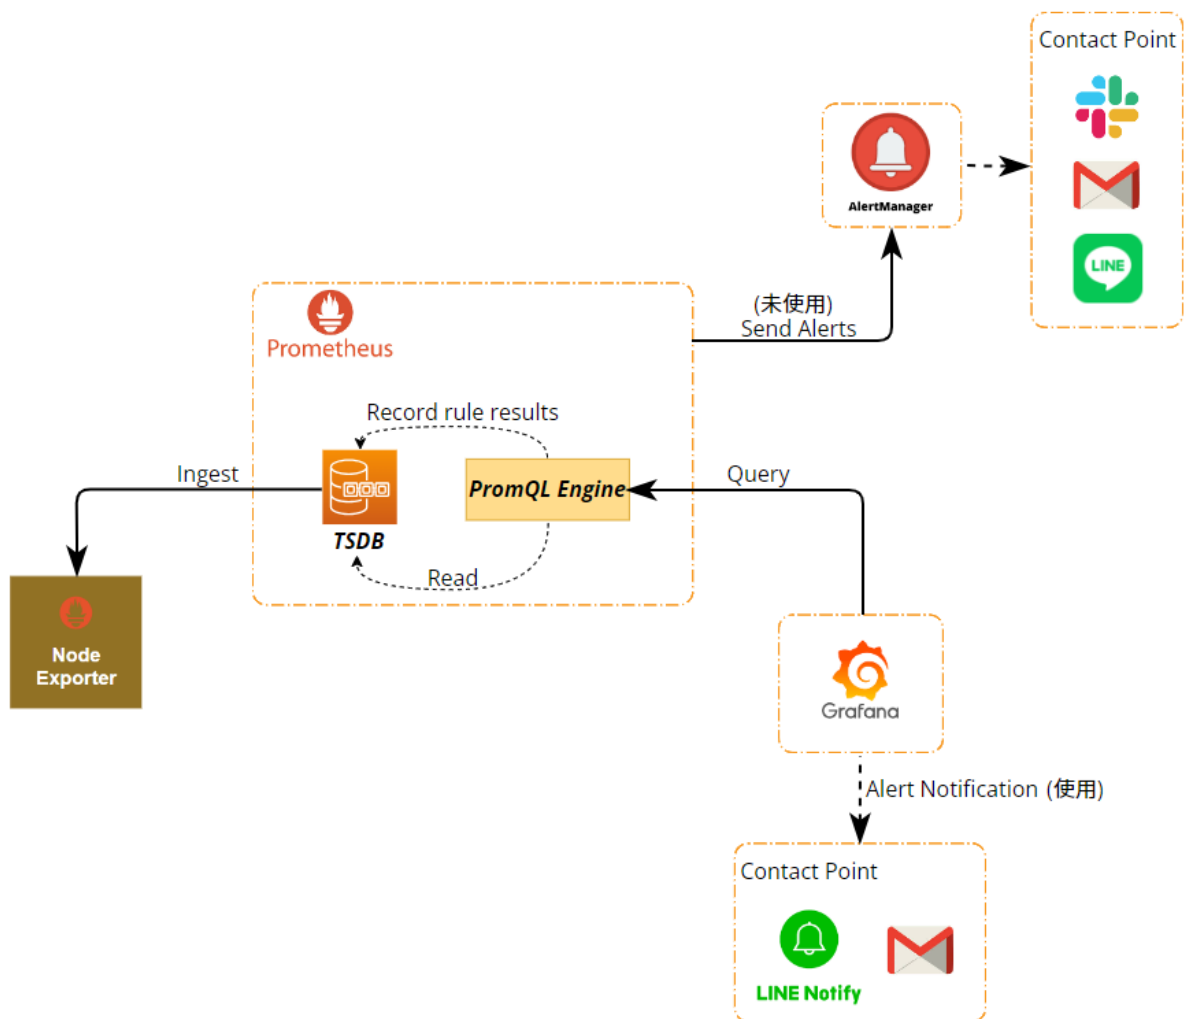 Contact Point
AlertManager
LINE
(未使用)
Send Alerts
Prometheus
Record rule results
Ingest
PromQL Engine
Query
TSDB
Read
Node
Exporter
Grafana
Alert Notification (使用)
Contact Point
LINE Notify